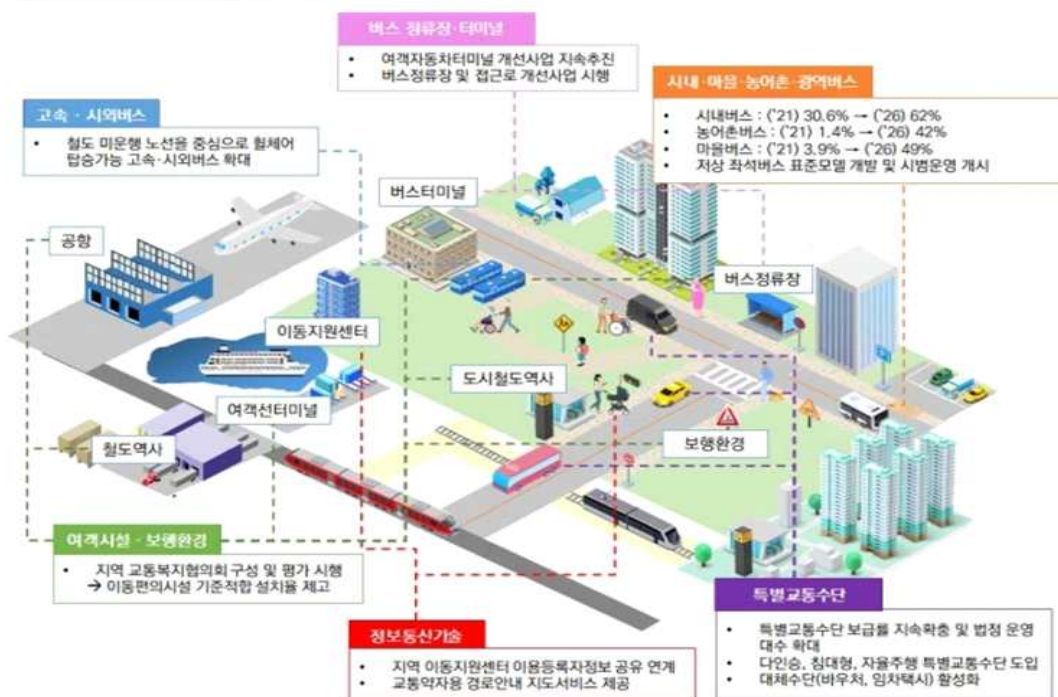 버스 정류장·터미널
• 여객자동차터미널 개선사업 지속추진
• 버스정류장 및 접근로 개선사업 시행
시내·마을·농어촌·광역버스
• 시내버스 : ('21) 30.6% → ('26) 62%
• 농어촌버스 : ('21) 1.4% → ('26) 42%
• 마을버스 : ('21) 3.9% → ('26) 49%
• 저상 좌석버스 표준모델 개발 및 시범운영 개시
고속·시외버스
• 철도 미운행 노선을 중심으로 휠체어
탑승가능 고속·시외버스 확대
버스터미널
공항
버스정류장
이동지원센터
도시철도역사
여객선터미널
철도역사
보행환경
여객시설·보행환경
• 지역 교통복지협의회 구성 및 평가 시행
→ 이동편의시설 기준적합 설치율 제고
정보통신기술
• 지역 이동지원센터 이용등록자정보 공유 연계
• 교통약자용 경로안내 지도서비스 제공
특별교통수단
• 특별교통수단 보급률 지속확충 및 법정 운영
대수 확대
• 다인승, 침대형, 자율주행 특별교통수단 도입
• 대체수단(바우처, 임차택시) 활성화